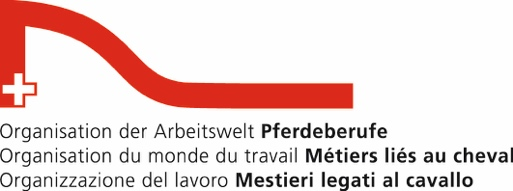 Organisation der Arbeitswelt Pferdeberufe
Organisation du monde du travail Métiers liés au cheval
Organizzazione del lavoro Mestieri legati al cavallo